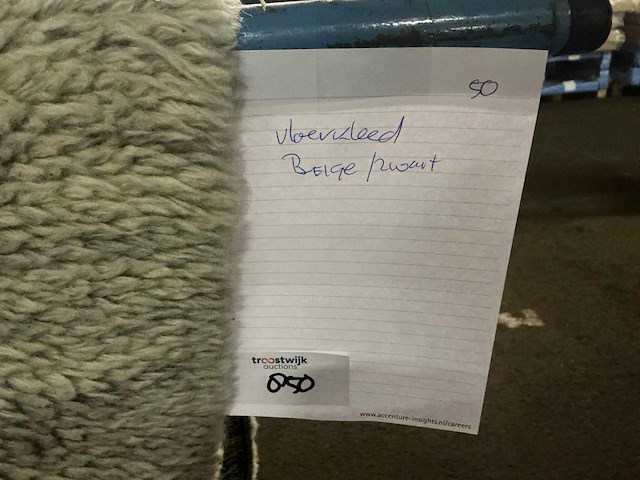 50
vloerkleed
Beige/zwart
troostwijk
auctions
050
www.accenture-insights.nl/careers